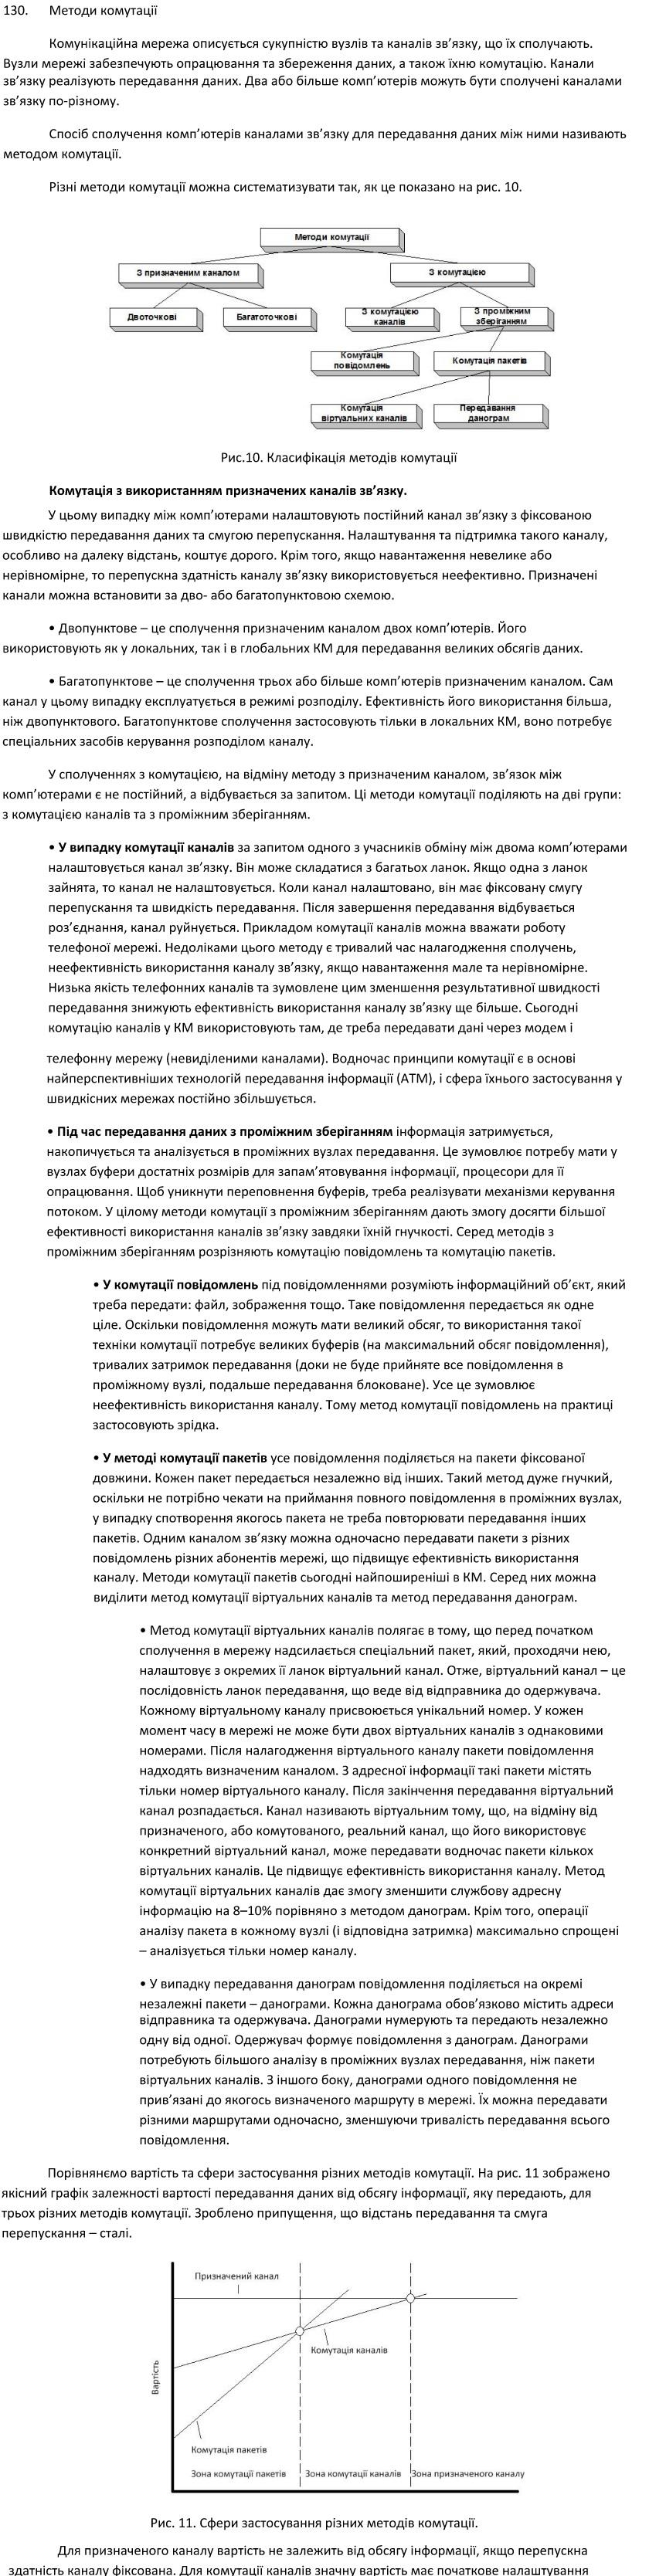 130. Методи комутації
Комунікаційна мережа описується сукупністю вузлів та каналів зв’язку, що їх сполучають.
Вузли мережі забезпечують опрацювання та збереження даних, а також їхню комутацію. Канали
зв’язку реалізують передавання даних. Два або більше комп’ютерів можуть бути сполучені каналами
зв’язку по-різному.
Спосіб сполучення комп’ютерів каналами зв’язку для передавання даних між ними називають
методом комутації.
Різні методи комутації можна систематизувати так, як це показано на рис. 10.
Методи комутації
З призначеним каналом
З комутацією
Двоточкові
Багатоточкові
З комутацією
каналів
З проміжним
зберіганням
Комутація
повідомлень
Комутація пакетів
Комутація
віртуальних каналів
Передавання
данограм
Рис.10. Класифікація методів комутації
Комутація з використанням призначених каналів зв’язку.
У цьому випадку між комп’ютерами налаштовують постійний канал зв’язку з фіксованою
швидкістю передавання даних та смугою перепускання. Налаштування та підтримка такого каналу,
особливо на далеку відстань, коштує дорого. Крім того, якщо навантаження невелике або
нерівномірне, то перепускна здатність каналу зв’язку використовується неефективно. Призначені
канали можна встановити за дво- або багатопунктовою схемою.
• Двопунктове – це сполучення призначеним каналом двох комп’ютерів. Його
використовують як у локальних, так і в глобальних КМ для передавання великих обсягів даних.
• Багатопунктове – це сполучення трьох або більше комп’ютерів призначеним каналом. Сам
канал у цьому випадку експлуатується в режимі розподілу. Ефективність його використання більша,
ніж двопунктового. Багатопунктове сполучення застосовують тільки в локальних КМ, воно потребує
спеціальних засобів керування розподілом каналу.
У сполученнях з комутацією, на відміну методу з призначеним каналом, зв’язок між
комп’ютерами є не постійний, а відбувається за запитом. Ці методи комутації поділяють на дві групи:
з комутацією каналів та з проміжним зберіганням.
• У випадку комутації каналів за запитом одного з учасників обміну між двома комп’ютерами
налаштовується канал зв’язку. Він може складатися з багатьох ланок. Якщо одна з ланок
зайнята, то канал не налаштовується. Коли канал налаштовано, він має фіксовану смугу
перепускання та швидкість передавання. Після завершення передавання відбувається
роз’єднання, канал руйнується. Прикладом комутації каналів можна вважати роботу
телефоної мережі. Недоліками цього методу є тривалий час налагодження сполучень,
неефективність використання каналу зв’язку, якщо навантаження мале та нерівномірне.
Низька якість телефонних каналів та зумовлене цим зменшення результативної швидкості
передавання знижують ефективність використання каналу зв’язку ще більше. Сьогодні
комутацію каналів у КМ використовують там, де треба передавати дані через модем і
телефонну мережу (невиділеними каналами). Водночас принципи комутації є в основі
найперспективніших технологій передавання інформації (АТМ), і сфера їхнього застосування у
швидкісних мережах постійно збільшується.
• Під час передавання даних з проміжним зберіганням інформація затримується,
накопичується та аналізується в проміжних вузлах передавання. Це зумовлює потребу мати у
вузлах буфери достатніх розмірів для запам’ятовування інформації, процесори для її
опрацювання. Щоб уникнути переповнення буферів, треба реалізувати механізми керування
потоком. У цілому методи комутації з проміжним зберіганням дають змогу досягти більшої
ефективності використання каналів зв’язку завдяки їхній гнучкості. Серед методів з
проміжним зберіганням розрізняють комутацію повідомлень та комутацію пакетів.
• У комутації повідомлень під повідомленнями розуміють інформаційний об’єкт, який
треба передати: файл, зображення тощо. Таке повідомлення передається як одне
ціле. Оскільки повідомлення можуть мати великий обсяг, то використання такої
техніки комутації потребує великих буферів (на максимальний обсяг повідомлення),
тривалих затримок передавання (доки не буде прийняте все повідомлення в
проміжному вузлі, подальше передавання блоковане). Усе це зумовлює
неефективність використання каналу. Тому метод комутації повідомлень на практиці
застосовують зрідка.
• У методі комутації пакетів усе повідомлення поділяється на пакети фіксованої
довжини. Кожен пакет передається незалежно від інших. Такий метод дуже гнучкий,
оскільки не потрібно чекати на приймання повного повідомлення в проміжних вузлах,
у випадку спотворення якогось пакета не треба повторювати передавання інших
пакетів. Одним каналом зв’язку можна одночасно передавати пакети з різних
повідомлень різних абонентів мережі, що підвищує ефективність використання
каналу. Методи комутації пакетів сьогодні найпоширеніші в КМ. Серед них можна
виділити метод комутації віртуальних каналів та метод передавання данограм.
• Метод комутації віртуальних каналів полягає в тому, що перед початком
сполучення в мережу надсилається спеціальний пакет, який, проходячи нею,
налаштовує з окремих її ланок віртуальний канал. Отже, віртуальний канал – це
послідовність ланок передавання, що веде від відправника до одержувача.
Кожному віртуальному каналу присвоюється унікальний номер. У кожен
момент часу в мережі не може бути двох віртуальних каналів з однаковими
номерами. Після налагодження віртуального каналу пакети повідомлення
надходять визначеним каналом. З адресної інформації такі пакети містять
тільки номер віртуального каналу. Після закінчення передавання віртуальний
канал розпадається. Канал називають віртуальним тому, що, на відміну від
призначеного, або комутованого, реальний канал, що його використовує
конкретний віртуальний канал, може передавати водночас пакети кількох
віртуальних каналів. Це підвищує ефективність використання каналу. Метод
комутації віртуальних каналів дає змогу зменшити службову адресну
інформацію на 8–10% порівняно з методом данограм. Крім того, операції
аналізу пакета в кожному вузлі (і відповідна затримка) максимально спрощені
– аналізується тільки номер каналу.
• У випадку передавання данограм повідомлення поділяється на окремі
незалежні пакети – данограми. Кожна данограма обов’язково містить адреси
відправника та одержувача. Данограми нумерують та передають незалежно
одну від одної. Одержувач формує повідомлення з данограм. Данограми
потребують більшого аналізу в проміжних вузлах передавання, ніж пакети
віртуальних каналів. З іншого боку, данограми одного повідомлення не
прив’язані до якогось визначеного маршруту в мережі. Їх можна передавати
різними маршрутами одночасно, зменшуючи тривалість передавання всього
повідомлення.
Порівнянємо вартість та сфери застосування різних методів комутації. На рис. 11 зображено
якісний графік залежності вартості передавання даних від обсягу інформації, яку передають, для
трьох різних методів комутації. Зроблено припущення, що відстань передавання та смуга
перепускання – сталі.
Призначений канал
Комутація каналів
Вартість
Комутація пакетів
Зона комутації пакетів
Зона комутації каналів
Зона призначеного каналу
Рис. 11. Сфери застосування різних методів комутації.
Для призначеного каналу вартість не залежить від обсягу інформації, якщо перепускна
здатність каналу фіксована. Для комутації каналів значну вартість має початкове налаштування